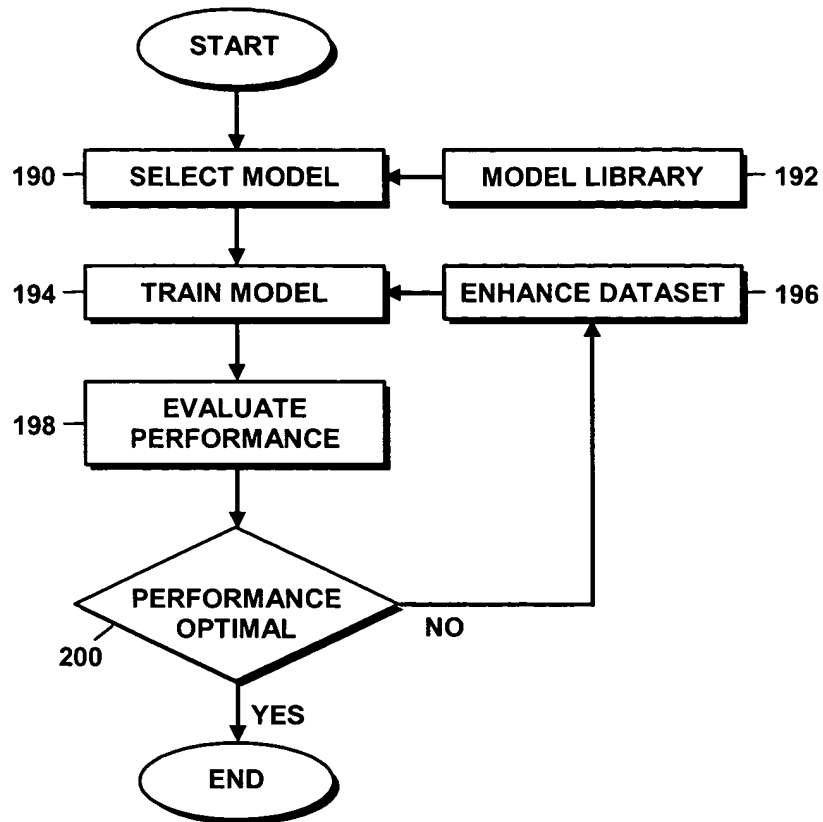 START
190
SELECT MODEL
MODEL LIBRARY
192
194
TRAIN MODEL
ENHANCE DATASET
196
198
EVALUATE
PERFORMANCE
PERFORMANCE
OPTIMAL
200
NO
YES
END